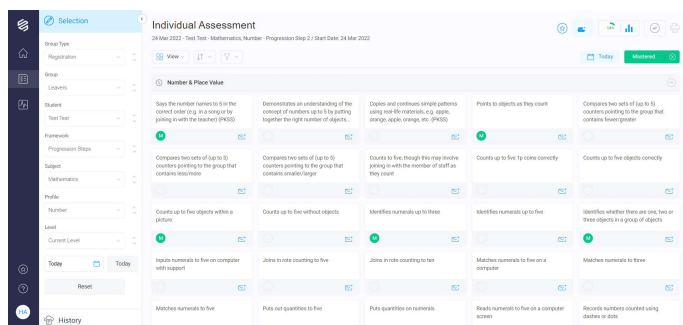 Selection
Group Type
Registration
Group
Leavers
Student
Test Test
Framework
Progression Steps
Subject
Mathematics
Profile
Number
Level
Current Level
Today
Today
Reset
History
HA
Individual Assessment
24 Mar 2022 - Test Test - Mathematics, Number - Progression Step 2 / Start Date: 24 Mar 2022
View
Today
Mastered
Number & Place Value
Says the number names to 5 in the
correct order (e.g. in a song or by
joining in with the teacher) (PKSS)
M
Demonstrates an understanding of the
concept of numbers up to 5 by putting
together the right number of objects...
Copies and continues simple patterns
using real-life materials, e.g. apple,
orange, apple, orange, etc. (PKSS)
Points to objects as they count
M
Compares two sets of (up to 5)
counters pointing to the group that
contains fewer/greater
Compares two sets of (up to 5)
counters pointing to the group that
contains less/more
Compares two sets of (up to 5)
counters pointing to the group that
contains smaller/larger
Counts to five, though this may involve
joining in with the member of staff as
they count
Counts up to five 1p coins correctly
Counts up to five objects correctly
Counts up to five objects within a
picture
M
Counts up to five without objects
Identifies numerals up to three
M
Identifies numerals up to five
Identifies whether there are one, two or
three objects in a group of objects
M
Inputs numerals to five on computer
with support
Joins in rote counting to five
Joins in rote counting to ten
Matches numerals to five on a
computer
Matches numerals to three
Matches numerals to five
Puts out quantities to five
Puts quantities on numerals
Reads numerals to five on a computer
screen
Records numbers counted using
dashes or dots